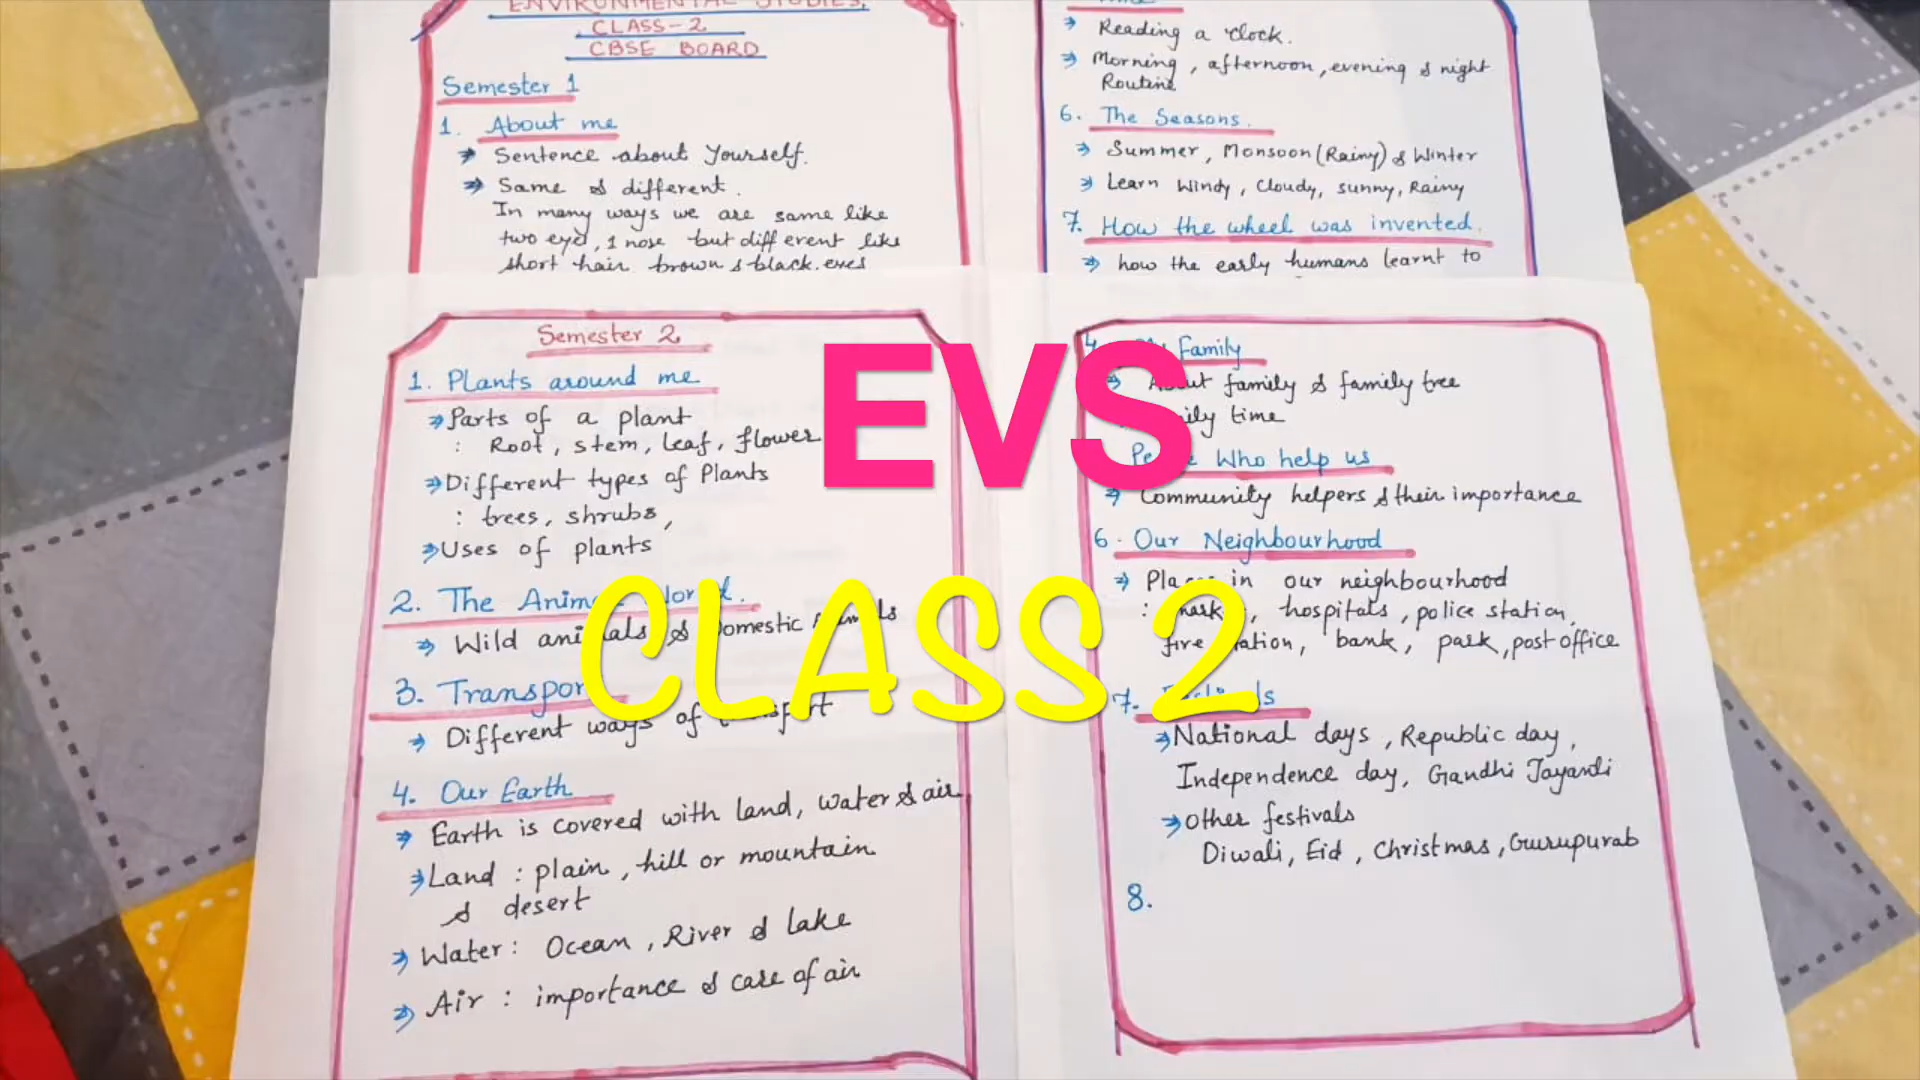 ENVIRONMENTAL STUDIES,
CLASS-2
CBSE BOARD
Semester 1
1. About me
Sentence about Yourself.
Same & different.
In many ways we are same like
two eyes, 1 nose but different like
short hair brown & black eyes
Reading a clock.
Morning, afternoon, evening & night
Routine
6. The Seasons.
Summer, Monsoon (Rainy) & Winter
Learn Windy, Cloudy, sunny, Rainy
7. How the wheel was invented.
how the early humans learnt to
Semester 2
1. Plants around me
Parts of a plant
: Root, stem, leaf, flower
Different types of Plants
: trees, shrubs,
Uses of plants
2. The Animal World.
Wild animals & Domestic Animals
3. Transport
Different ways of transport
4. Our Earth
Earth is covered with land, water & air
Land : plain, hill or mountain
& desert
Water: Ocean, River & lake
Air : importance & care of air
4. Family
About family & family tree
time
People Who help us
Community helpers & their importance
6. Our Neighbourhood
Places in our neighbourhood
: hospitals, police station,
fire station, bank, park, post office
7. Festivals
National days, Republic day,
Independence day, Gandhi Jayanti
other festivals
Diwali, Eid, Christmas, Gurupurab
8.
EVS
CLASS 2